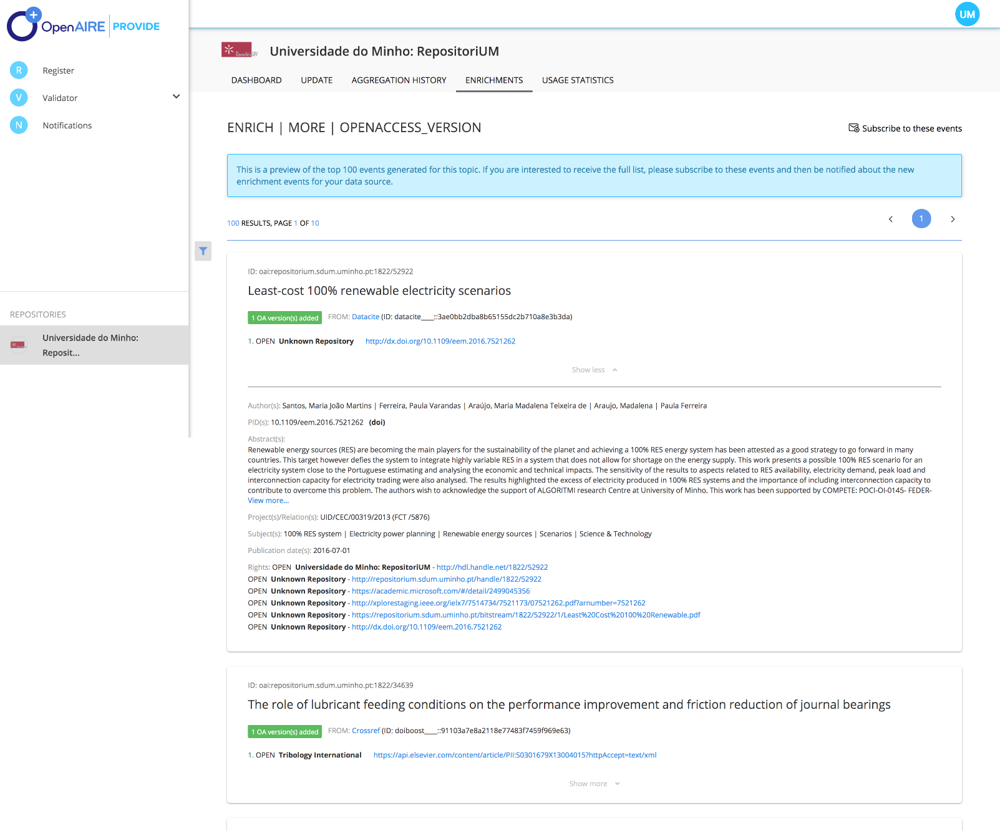 OpenAIRE | PROVIDE
UM
R Register
V Validator
N Notifications
REPOSITORIES
Universidade do Minho:
Reposit...
RepositoriUM
Universidade do Minho: RepositoriUM
DASHBOARD UPDATE AGGREGATION HISTORY ENRICHMENTS USAGE STATISTICS
ENRICH | MORE | OPENACCESS_VERSION
Subscribe to these events
This is a preview of the top 100 events generated for this topic. If you are interested to receive the full list, please subscribe to these events and then be notified about the new
enrichment events for your data source.
100 RESULTS, PAGE 1 OF 10
1
ID: oai:repositorium.sdum.uminho.pt:1822/52922
Least-cost 100% renewable electricity scenarios
1 OA version(s) added FROM: Datacite (ID: datacite____::3ae0bb2dba8b65155dc2b710a8e3b3da)
1. OPEN Unknown Repository http://dx.doi.org/10.1109/eem.2016.7521262
Show less
Author(s): Santos, Maria João Martins | Ferreira, Paula Varandas | Araújo, Maria Madalena Teixeira de | Araujo, Madalena | Paula Ferreira
PID(s): 10.1109/eem.2016.7521262 (doi)
Abstract(s):
Renewable energy sources (RES) are becoming the main players for the sustainability of the planet and achieving a 100% RES energy system has been attested as a good strategy to go forward in many
countries. This target however defies the system to integrate highly variable RES in a system that does not allow for shortage on the energy supply. This work presents a possible 100% RES scenario for an
electricity system close to the Portuguese estimating and analysing the economic and technical impacts. The sensitivity of the results to aspects related to RES availability, electricity demand, peak load and
interconnection capacity for electricity trading were also analysed. The results highlighted the excess of electricity produced in 100% RES systems and the importance of including interconnection capacity to
contribute to overcome this problem. The authors wish to acknowledge the support of ALGORITMI research Centre at University of Minho. This work has been supported by COMPETE: POCI-OI-0145- FEDER-
View more...
Project(s)/Relation(s): UID/CEC/00319/2013 (FCT /5876)
Subject(s): 100% RES system | Electricity power planning | Renewable energy sources | Scenarios | Science & Technology
Publication date(s): 2016-07-01
Rights: OPEN Universidade do Minho: RepositoriUM - http://hdl.handle.net/1822/52922
OPEN Unknown Repository - http://repositorium.sdum.uminho.pt/handle/1822/52922
OPEN Unknown Repository - https://academic.microsoft.com/#/detail/2499045356
OPEN Unknown Repository - http://xplorestaging.ieee.org/ielx7/7514734/7521173/07521262.pdf?arnumber=7521262
OPEN Unknown Repository - https://repositorium.sdum.uminho.pt/bitstream/1822/52922/1/Least%20Cost%20100%20Renewable.pdf
OPEN Unknown Repository - http://dx.doi.org/10.1109/eem.2016.7521262
ID: oai:repositorium.sdum.uminho.pt:1822/34639
The role of lubricant feeding conditions on the performance improvement and friction reduction of journal bearings
1 OA version(s) added FROM: Crossref (ID: doiboost____::91103a7e8a2118e77483f7459f969e63)
1. OPEN Tribology International https://api.elsevier.com/content/article/PII:S0301679X13004015?httpAccept=text/xml
Show more